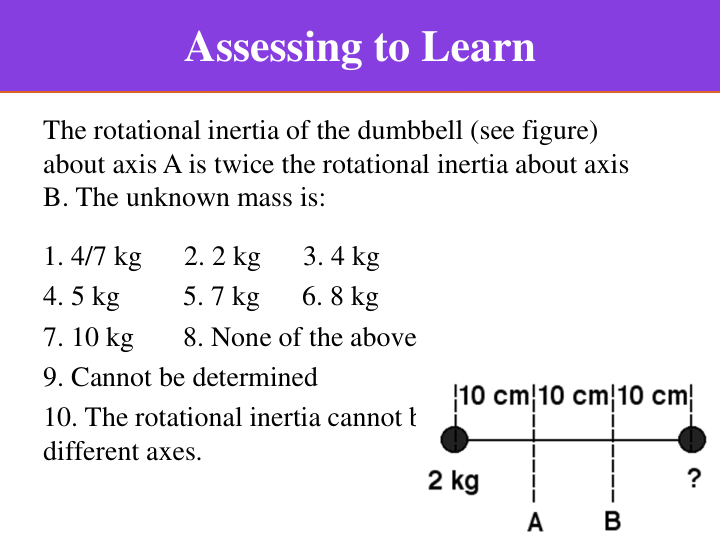 Assessing to Learn
The rotational inertia of the dumbbell (see figure)
about axis A is twice the rotational inertia about axis
B. The unknown mass is:
1. 4/7 kg 2. 2 kg 3. 4 kg
4. 5 kg 5. 7 kg 6. 8 kg
7. 10 kg 8. None of the above
9. Cannot be determined
10. The rotational inertia cannot
different axes.
10 cm 10 cm 10 cm
2 kg ?
A B